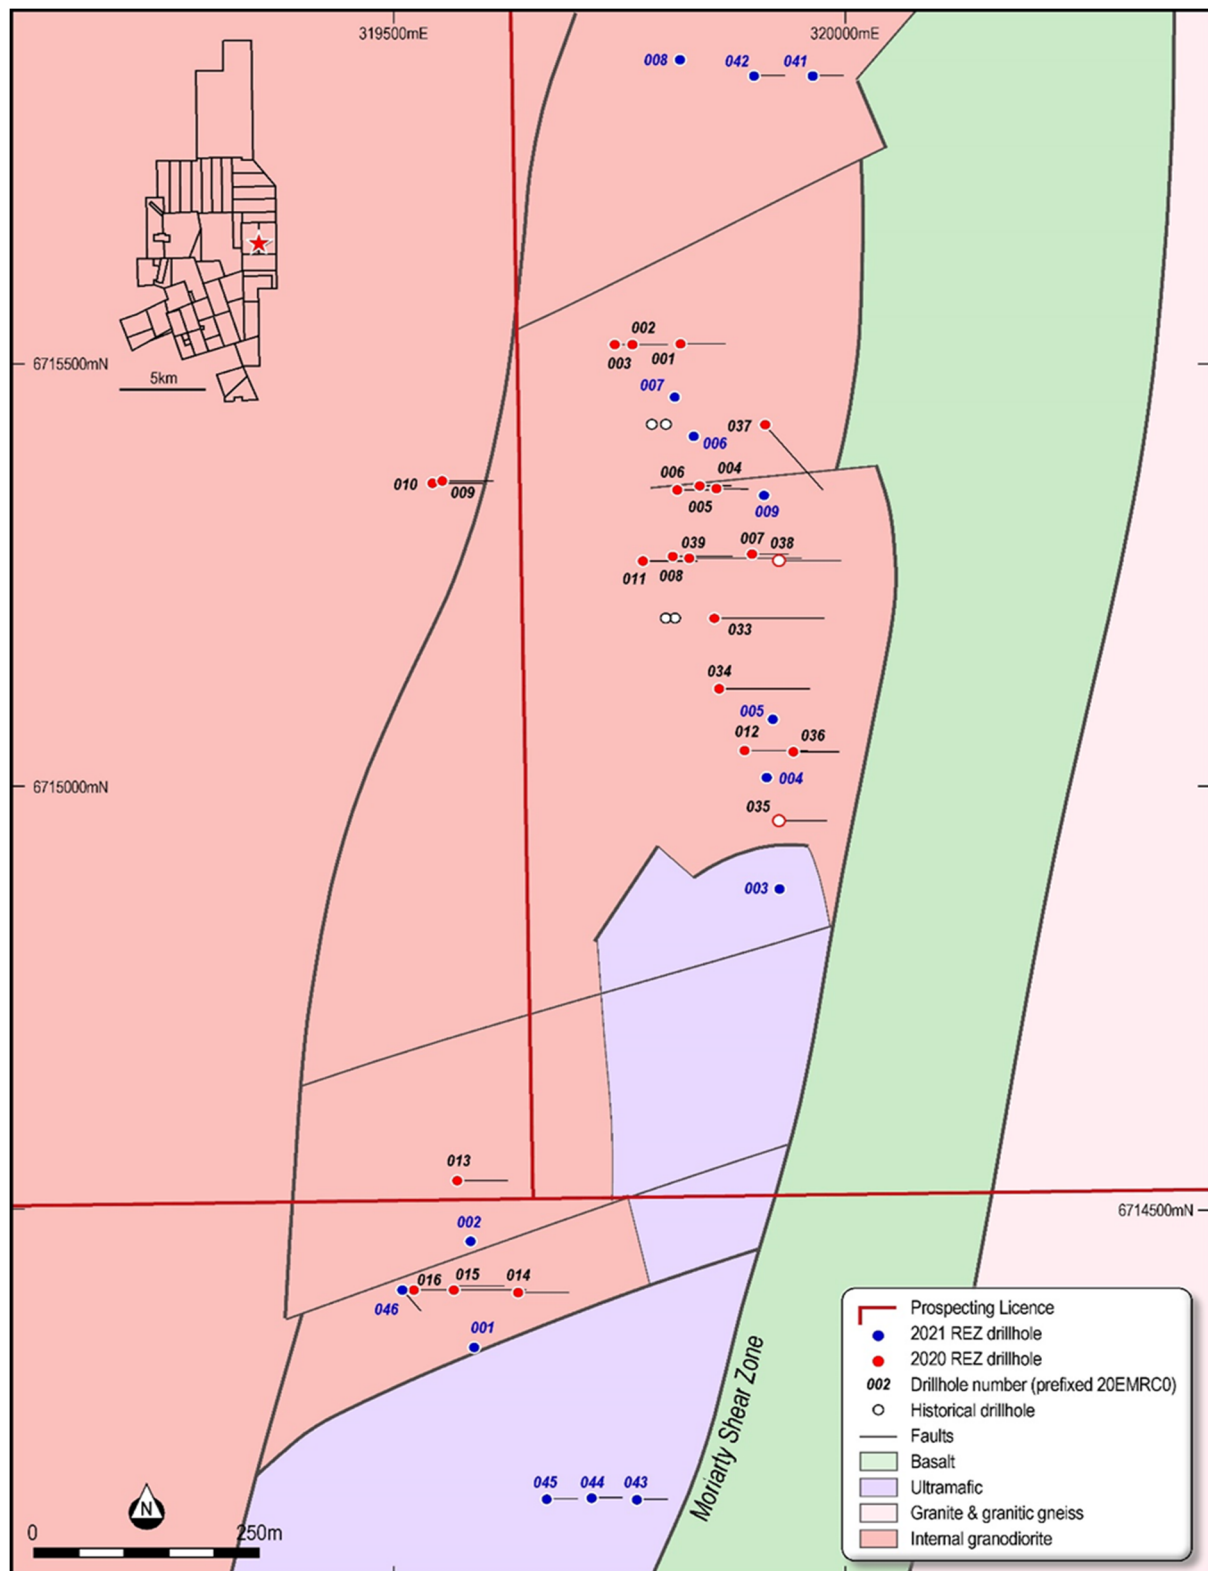 319500mE
320000mE
008
042
041
5km
6715500mN
002
003
001
007
006
037
010
009
006
004
005
009
039
007
038
011
008
033
034
005
012
036
004
035
6715000mN
003
013
002
6714500mN
016
015
014
046
001
045
044
043
Moriarty Shear Zone
N
0
250m
Prospecting Licence
2021 REZ drillhole
2020 REZ drillhole
002 Drillhole number (prefixed 20EMRC0)
Historical drillhole
Faults
Basalt
Ultramafic
Granite & granitic gneiss
Internal granodiorite